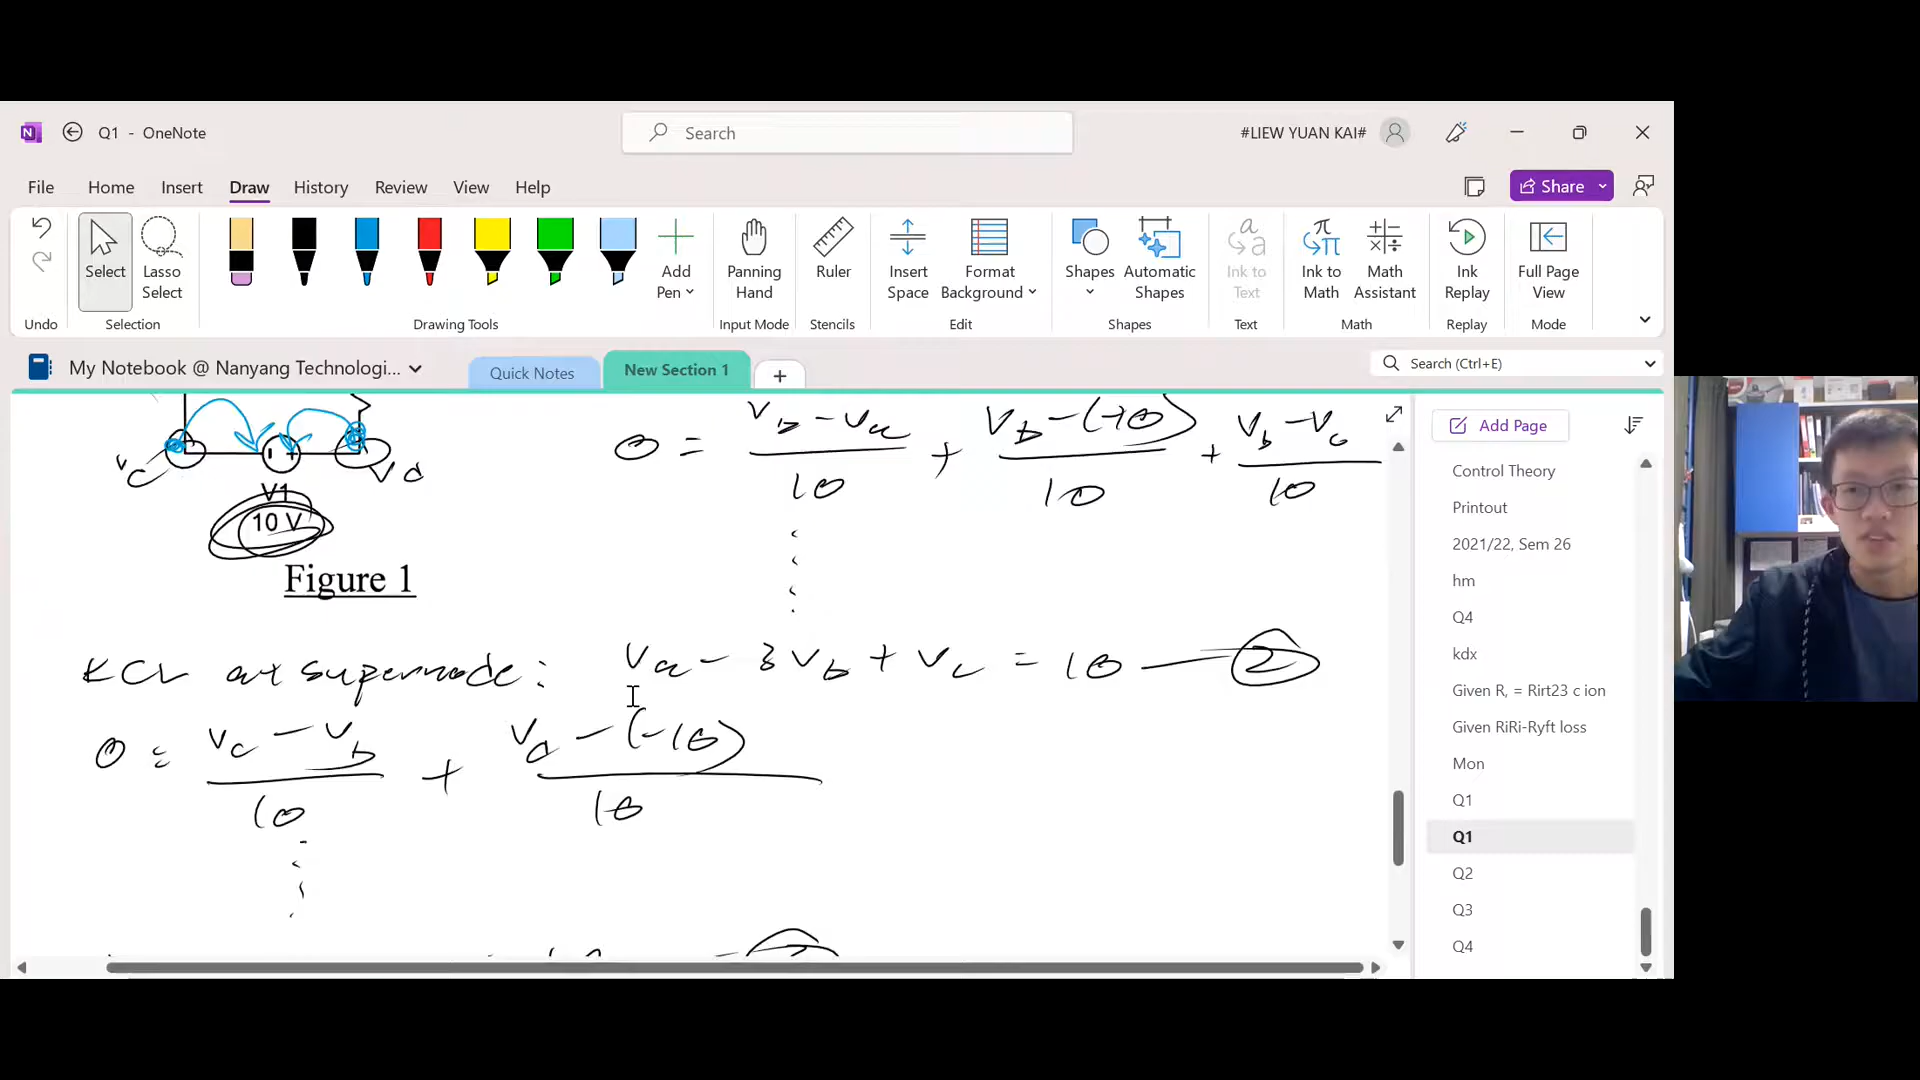 Q1 - OneNote
Search
#LIEW YUAN KAI#
File Home Insert Draw History Review View Help
Share
Select
Lasso Select
Add Pen
Panning Hand
Ruler
Insert Space
Format Background
Shapes
Automatic Shapes
Ink to Text
Ink to Math
Math Assistant
Ink Replay
Full Page View
Undo Selection Drawing Tools Input Mode Stencils Edit Shapes Text Math Replay Mode
My Notebook @ Nanyang Technologi...
Quick Notes
New Section 1
+
Search (Ctrl+E)
Add Page
Control Theory
Printout
2021/22, Sem 26
hm
Q4
kdx
Given R, = Rirt23 c ion
Given RiRi-Ryft loss
Mon
Q1
Q1
Q2
Q3
Q4
Vc
Vd
V1
10 V
Figure 1
0 = (Vb - Va)/10 + (Vb - (-10))/10 + (Vb - Vc)/10
KCL at supernode:
Va - 3Vb + Vc = 10 — 2
0 = (Vc - Vb)/10 + (Vd - (-10))/10